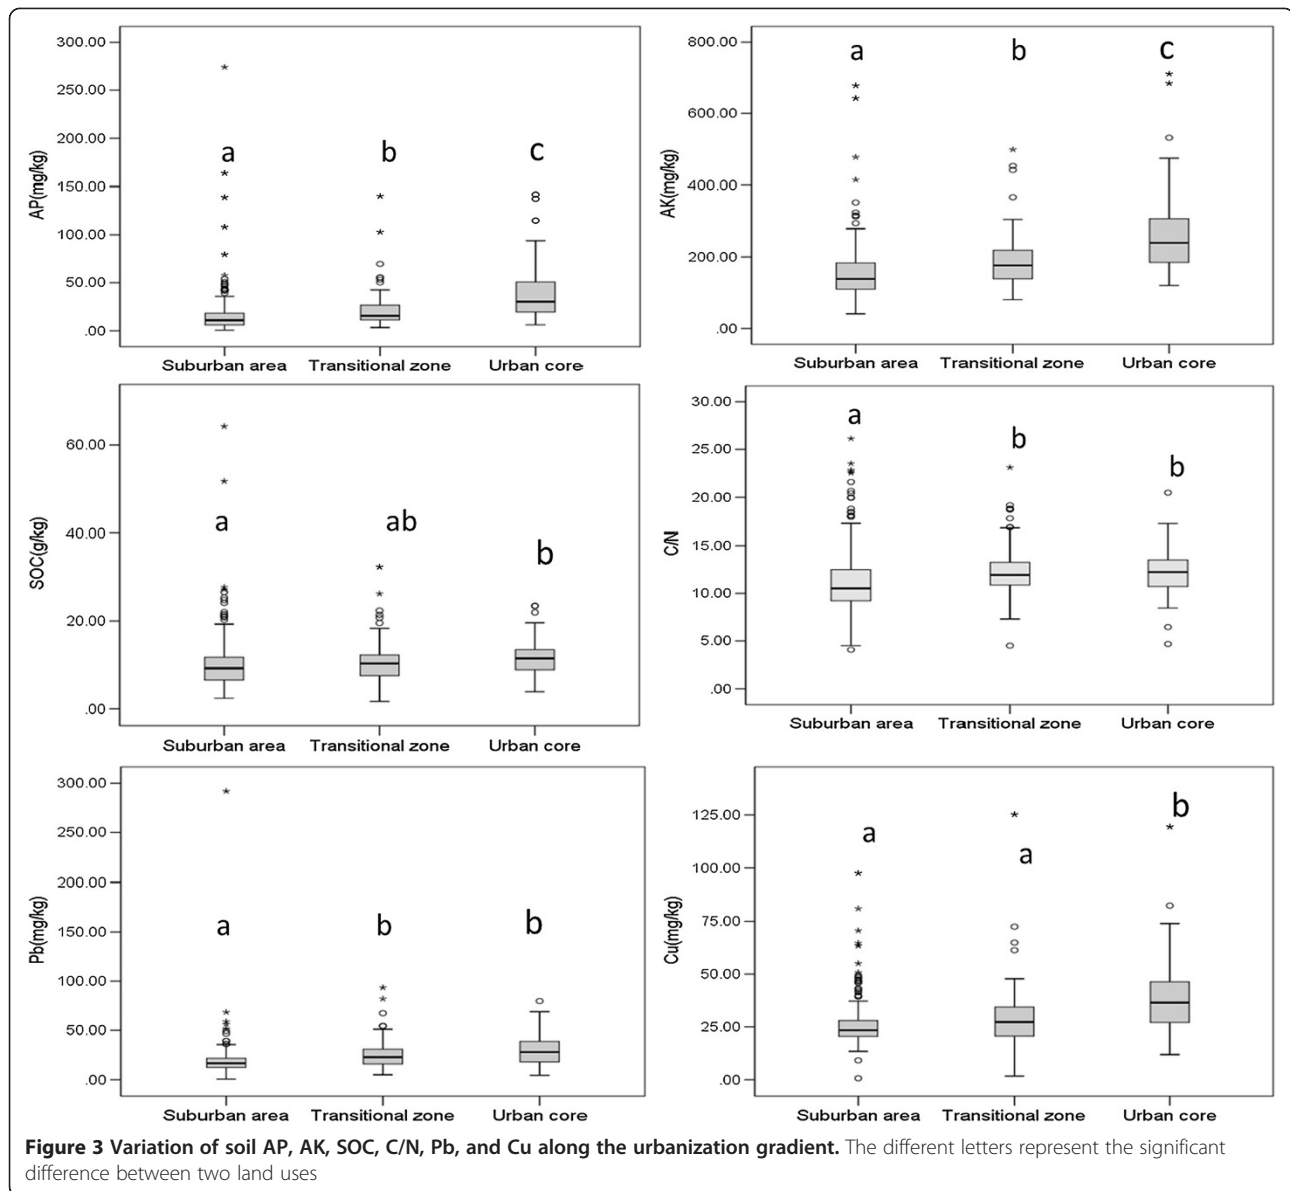 300.00
250.00
200.00
150.00
100.00
50.00
.00
AP(mg/kg)
a
b
c
Suburban area Transitional zone Urban core
800.00
600.00
400.00
200.00
.00
AK(mg/kg)
a
b
c
Suburban area Transitional zone Urban core
60.00
40.00
20.00
.00
SOC(g/kg)
a
ab
b
Suburban area Transitional zone Urban core
30.00
25.00
20.00
15.00
10.00
5.00
.00
C/N
a
b
b
Suburban area Transitional zone Urban core
300.00
250.00
200.00
150.00
100.00
50.00
.00
Pb(mg/kg)
a
b
b
Suburban area Transitional zone Urban core
125.00
100.00
75.00
50.00
25.00
.00
Cu(mg/kg)
a
a
b
Suburban area Transitional zone Urban core
Figure 3 Variation of soil AP, AK, SOC, C/N, Pb, and Cu along the urbanization gradient. The different letters represent the significant
difference between two land uses